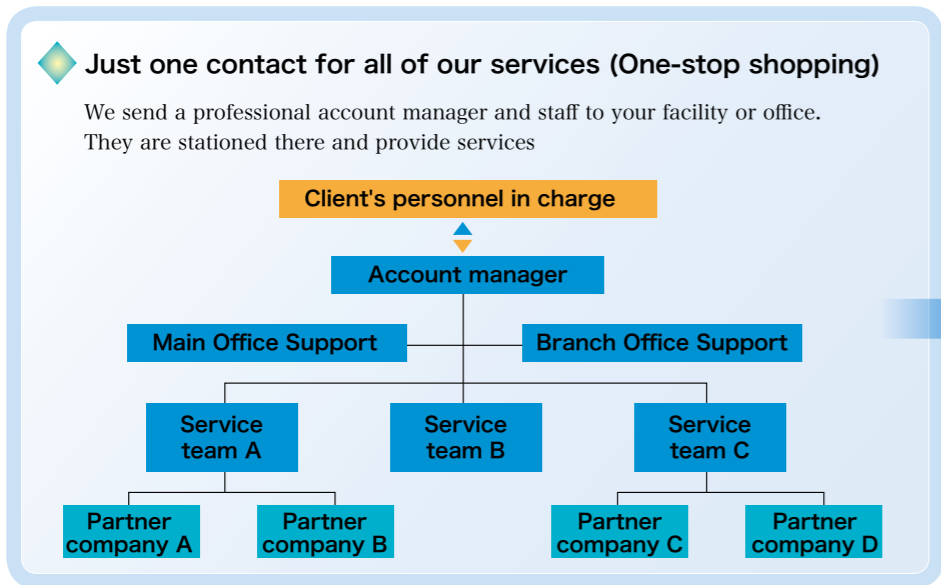 Just one contact for all of our services (One-stop shopping)
We send a professional account manager and staff to your facility or office.
They are stationed there and provide services
Client's personnel in charge
Account manager
Main Office Support
Branch Office Support
Service
team A
Service
team B
Service
team C
Partner
company A
Partner
company B
Partner
company C
Partner
company D